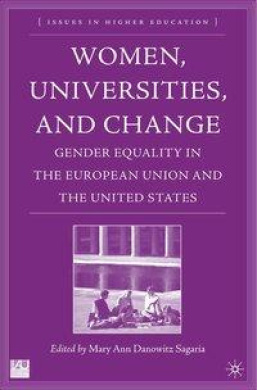 { ISSUES IN HIGHER EDUCATION }
WOMEN,
UNIVERSITIES,
AND CHANGE
GENDER EQUALITY IN
THE EUROPEAN UNION AND
THE UNITED STATES
Edited by Mary Ann Danowitz Sagaria